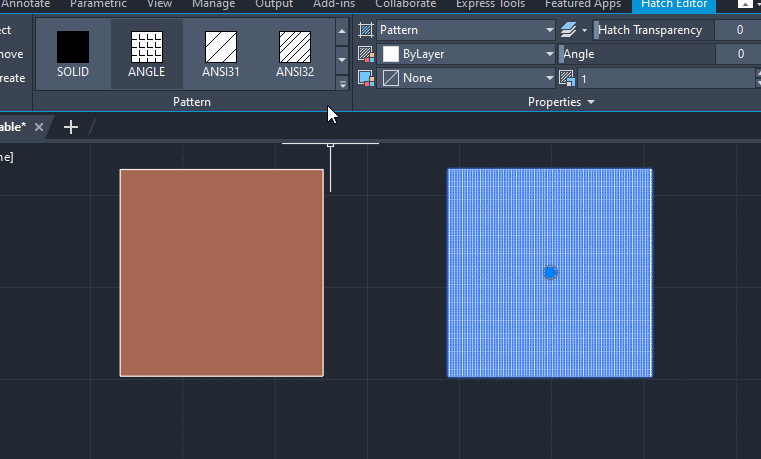 Annotate Parametric View Manage Output Add-ins Collaborate Express Tools Featured Apps Hatch Editor
ect
nove
reate
SOLID
ANGLE
ANSI31
ANSI32
Pattern
Pattern
ByLayer
None
Hatch Transparency 0
Angle 0
1
Properties
able*
ne]